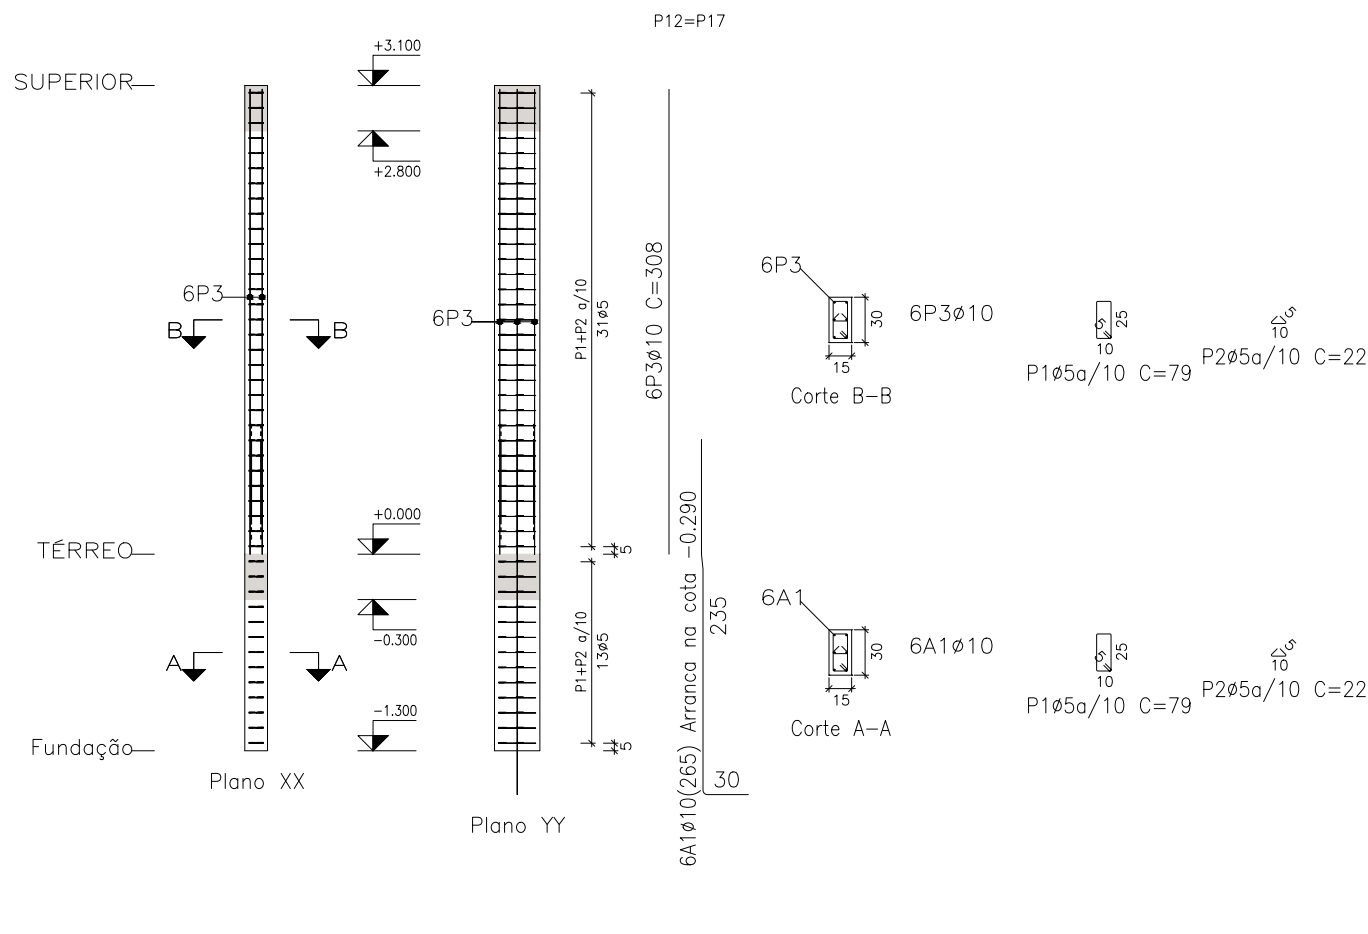 P12=P17
+3.100
SUPERIOR
+2.800
6P3
B
B
6P3
P1+P2 a/10
31ø5
6P3ø10 C=308
6P3
30
15
6P3ø10
Corte B-B
5
25
10
P1ø5a/10 C=79
5
10
P2ø5a/10 C=22
+0.000
TÉRREO
5
-0.300
A
A
P1+P2 a/10
13ø5
-1.300
Fundação
5
Plano XX
Plano YY
6A1ø10(265) Arranca na cota -0.290
235
30
6A1
30
15
6A1ø10
Corte A-A
5
25
10
P1ø5a/10 C=79
5
10
P2ø5a/10 C=22